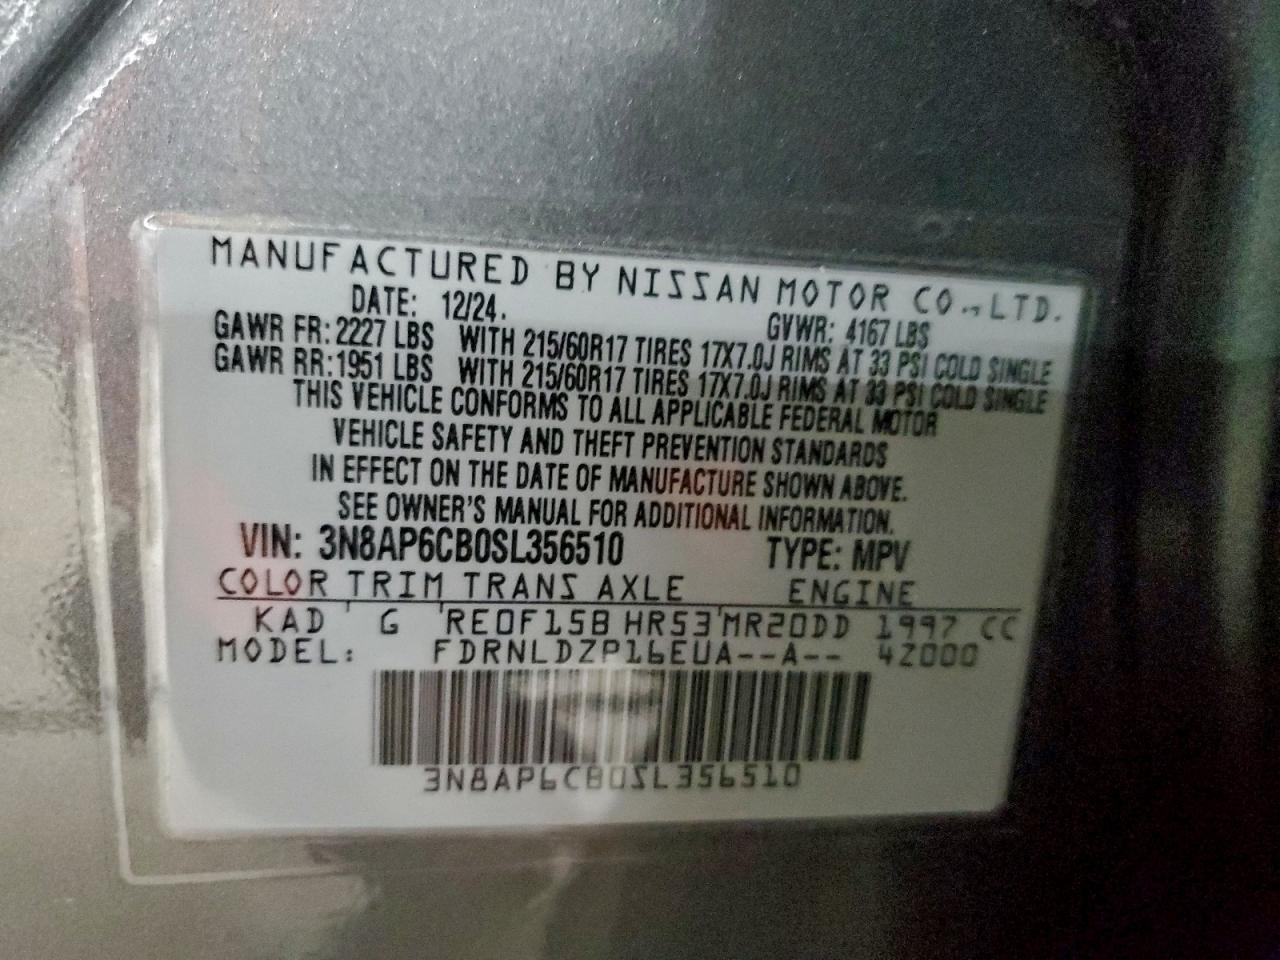 MANUFACTURED BY NISSAN MOTOR CO.,LTD.
DATE: 12/24. GVWR: 4167 LBS
GAWR FR: 2227 LBS WITH 215/60R17 TIRES 17X7.0J RIMS AT 33 PSI COLD SINGLE
GAWR RR: 1951 LBS WITH 215/60R17 TIRES 17X7.0J RIMS AT 33 PSI COLD SINGLE
THIS VEHICLE CONFORMS TO ALL APPLICABLE FEDERAL MOTOR
VEHICLE SAFETY AND THEFT PREVENTION STANDARDS
IN EFFECT ON THE DATE OF MANUFACTURE SHOWN ABOVE.
SEE OWNER'S MANUAL FOR ADDITIONAL INFORMATION.
VIN: 3N8AP6CB0SL356510 TYPE: MPV
COLOR TRIM TRANS AXLE ENGINE
KAD G RE0F15B HR53 MR20DD 1997 CC
MODEL: FDRNLDZP16EUA--A-- 42000
3N8AP6CB0SL356510